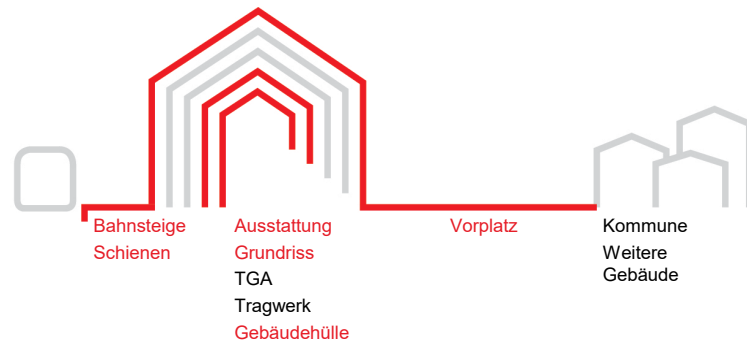 Bahnsteige
Schienen
Ausstattung
Grundriss
TGA
Tragwerk
Gebäudehülle
Vorplatz
Kommune
Weitere
Gebäude